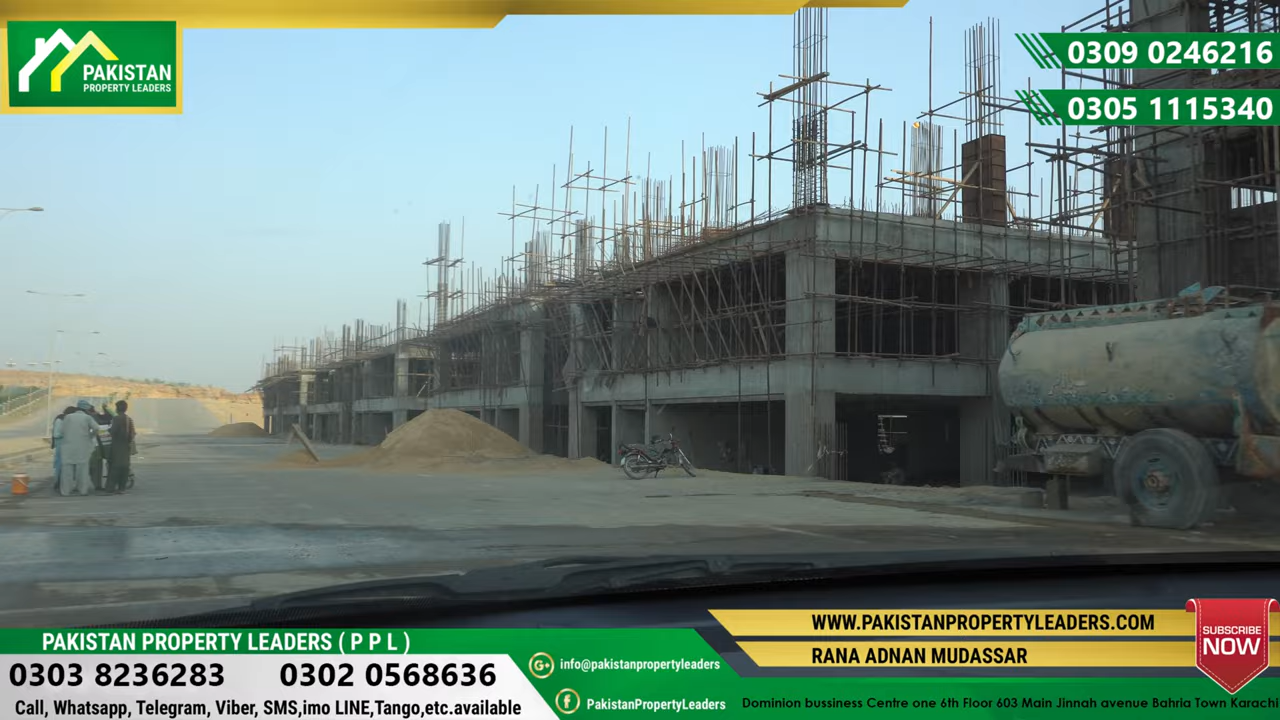 PAKISTAN
PROPERTY LEADERS
0309 0246216
0305 1115340
PAKISTAN PROPERTY LEADERS ( P P L )
0303 8236283 0302 0568636
Call, Whatsapp, Telegram, Viber, SMS,imo LINE,Tango,etc.available
info@pakistanpropertyleaders
PakistanPropertyLeaders
WWW.PAKISTANPROPERTYLEADERS.COM
RANA ADNAN MUDASSAR
SUBSCRIBE
NOW
Dominion bussiness Centre one 6th Floor 603 Main Jinnah avenue Bahria Town Karachi